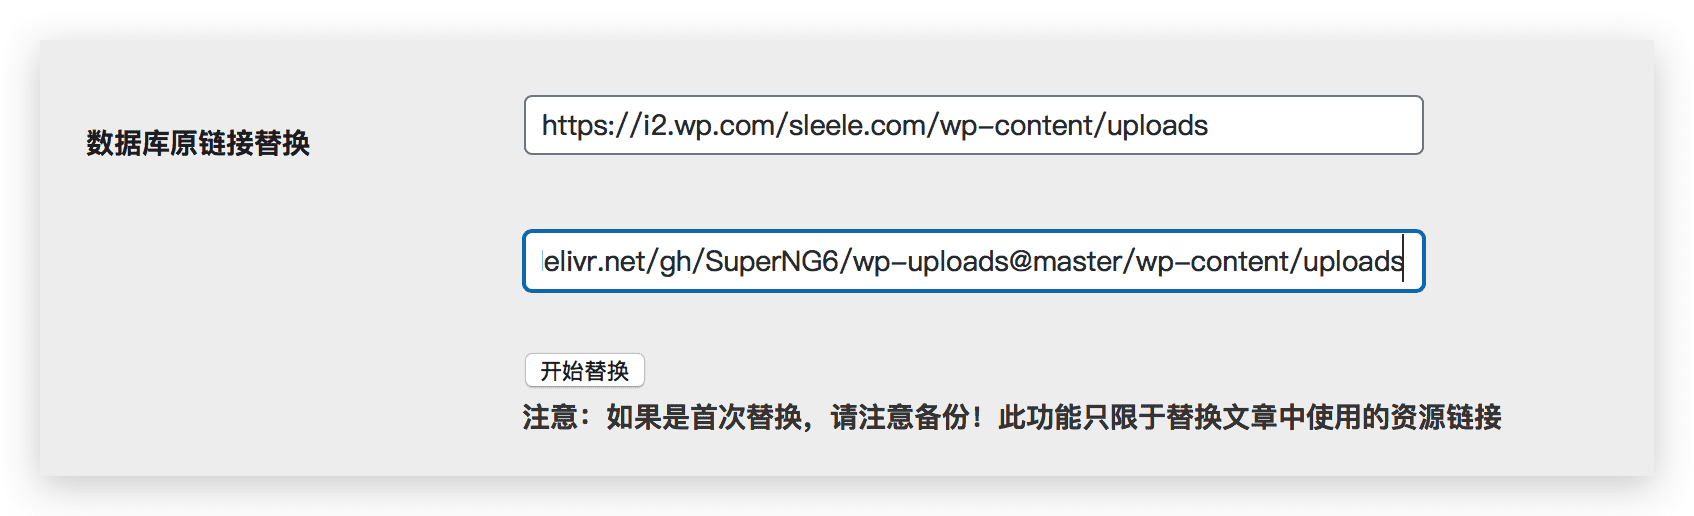 数据库原链接替换
https://i2.wp.com/sleele.com/wp-content/uploads
elivr.net/gh/SuperNG6/wp-uploads@master/wp-content/uploads
开始替换
注意：如果是首次替换，请注意备份！此功能只限于替换文章中使用的资源链接